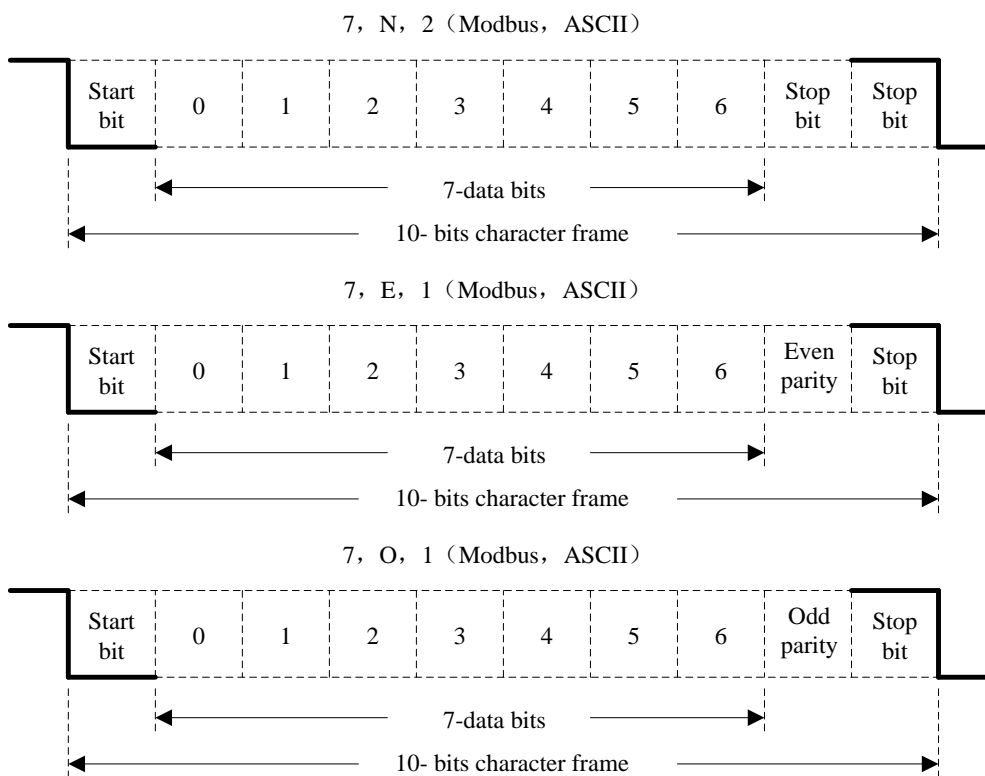 7，N，2（Modbus，ASCII）
Start bit 0 1 2 3 4 5 6 Stop bit Stop bit
7-data bits
10- bits character frame
7，E，1（Modbus，ASCII）
Start bit 0 1 2 3 4 5 6 Even parity Stop bit
7-data bits
10- bits character frame
7，O，1（Modbus，ASCII）
Start bit 0 1 2 3 4 5 6 Odd parity Stop bit
7-data bits
10- bits character frame